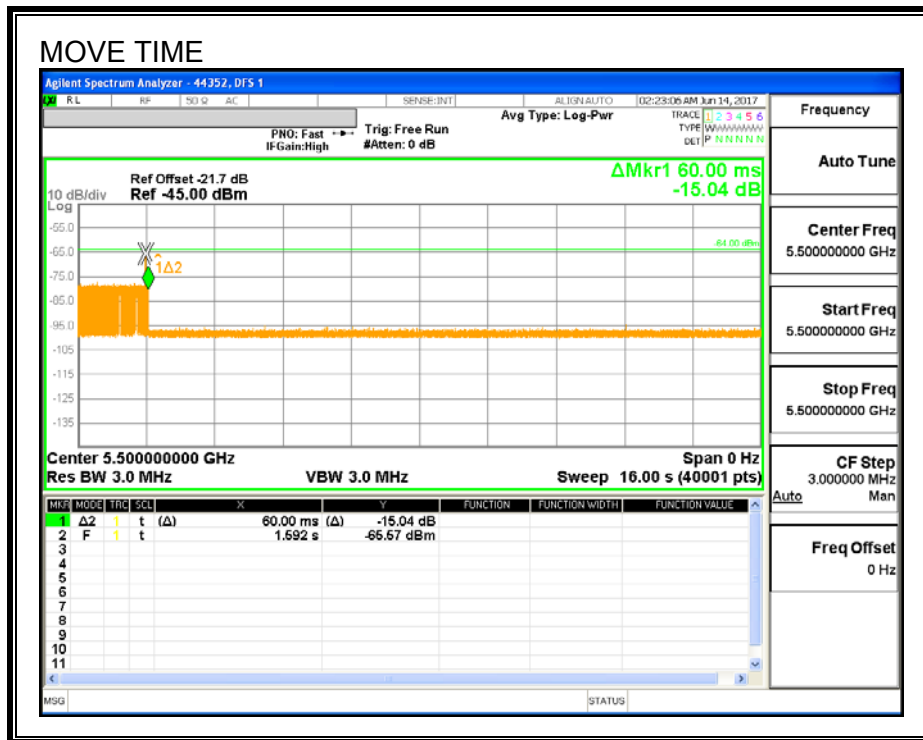 MOVE TIME
Agilent Spectrum Analyzer - 44352, DFS 1
LXI RL RF 50 Ω AC SENSE:INT ALIGNAUTO 02:23:05 AM Jun 14, 2017
PNO: Fast
IFGain:High
Trig: Free Run
#Atten: 0 dB
Avg Type: Log-Pwr
TRACE 1 2 3 4 5 6
TYPE WWWWWW
DET P N N N N N
Frequency
Auto Tune
Center Freq
5.500000000 GHz
Start Freq
5.500000000 GHz
Stop Freq
5.500000000 GHz
CF Step
3.000000 MHz
Auto Man
Freq Offset
0 Hz
ΔMkr1 60.00 ms
-15.04 dB
Ref Offset -21.7 dB
10 dB/div Ref -45.00 dBm
Log
-55.0
-65.0
-75.0
-85.0
-95.0
-105
-115
-125
-135
-64.00 dBm
1Δ2
Center 5.500000000 GHz Span 0 Hz
Res BW 3.0 MHz VBW 3.0 MHz Sweep 16.00 s (40001 pts)
MKR MODE TRC SCL X Y FUNCTION FUNCTION WIDTH FUNCTION VALUE
1 Δ2 1 t (Δ) 60.00 ms (Δ) -15.04 dB
2 F 1 t 1.592 s -65.57 dBm
3
4
5
6
7
8
9
10
11
MSG STATUS